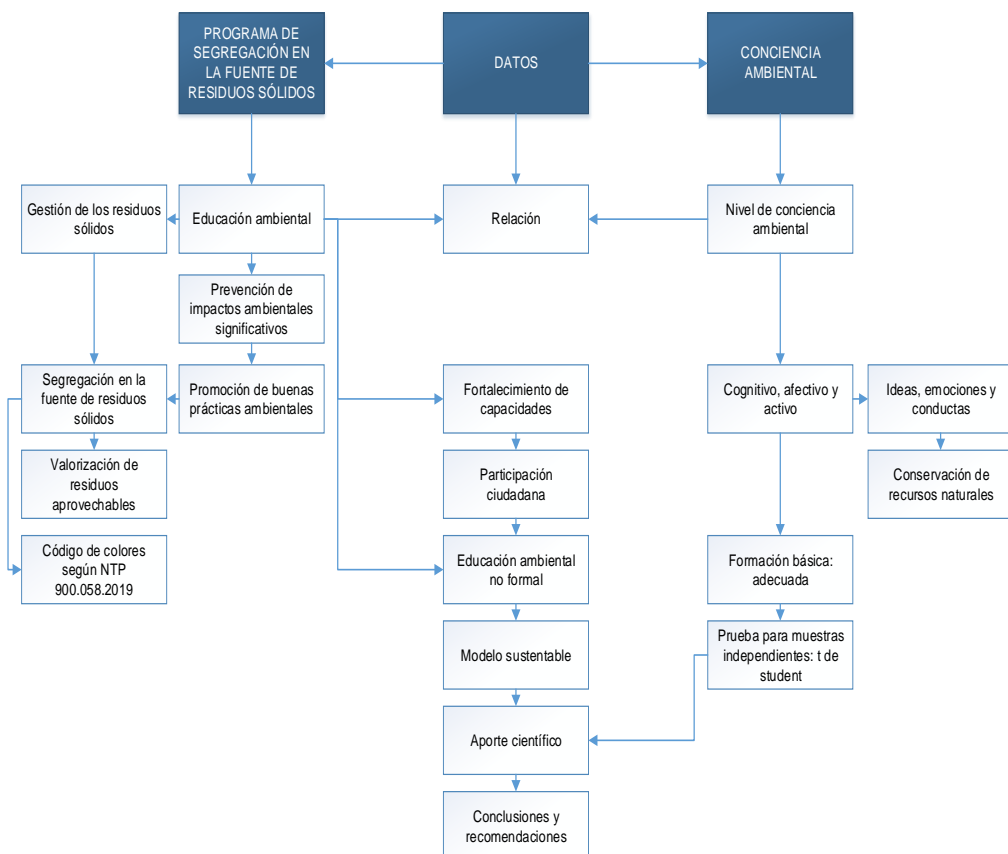 PROGRAMA DE
SEGREGACIÓN EN
LA FUENTE DE
RESIDUOS SÓLIDOS
DATOS
CONCIENCIA
AMBIENTAL
Gestión de los residuos
sólidos
Educación ambiental
Relación
Nivel de conciencia
ambiental
Prevención de
impactos ambientales
significativos
Segregación en la
fuente de residuos
sólidos
Promoción de buenas
prácticas ambientales
Fortalecimiento de
capacidades
Cognitivo, afectivo y
activo
Ideas, emociones y
conductas
Valorización de
residuos
aprovechables
Participación
ciudadana
Conservación de
recursos naturales
Código de colores
según NTP
900.058.2019
Educación ambiental
no formal
Formación básica:
adecuada
Modelo sustentable
Prueba para muestras
independientes: t de
student
Aporte científico
Conclusiones y
recomendaciones